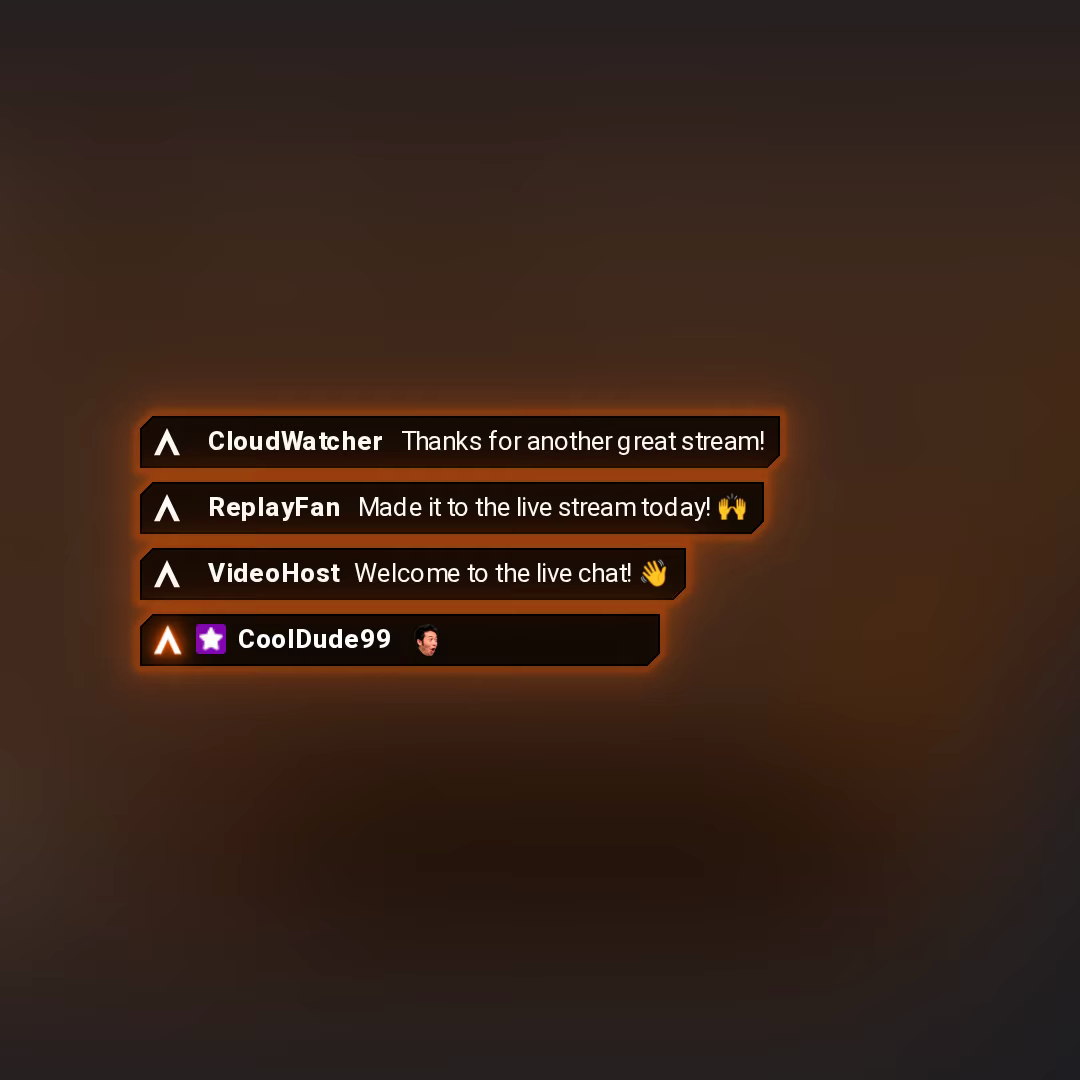 CloudWatcher Thanks for another great stream!
ReplayFan Made it to the live stream today! 🙌
VideoHost Welcome to the live chat! 👋
CoolDude99